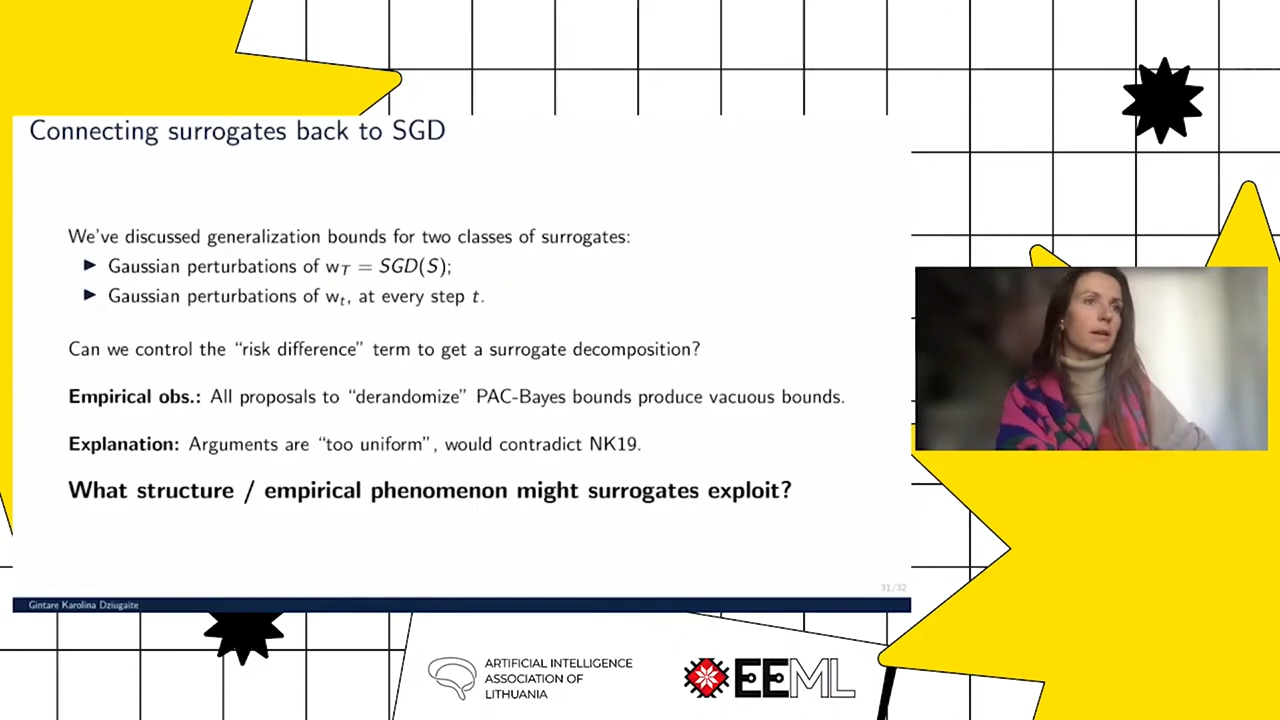 Connecting surrogates back to SGD
We've discussed generalization bounds for two classes of surrogates:
▶ Gaussian perturbations of w_T = SGD(S);
▶ Gaussian perturbations of w_t, at every step t.
Can we control the "risk difference" term to get a surrogate decomposition?
Empirical obs.: All proposals to "derandomize" PAC-Bayes bounds produce vacuous bounds.
Explanation: Arguments are "too uniform", would contradict NK19.
What structure / empirical phenomenon might surrogates exploit?
31/32
Gintare Karolina Dziugaite
ARTIFICIAL INTELLIGENCE
ASSOCIATION OF
LITHUANIA
EEML